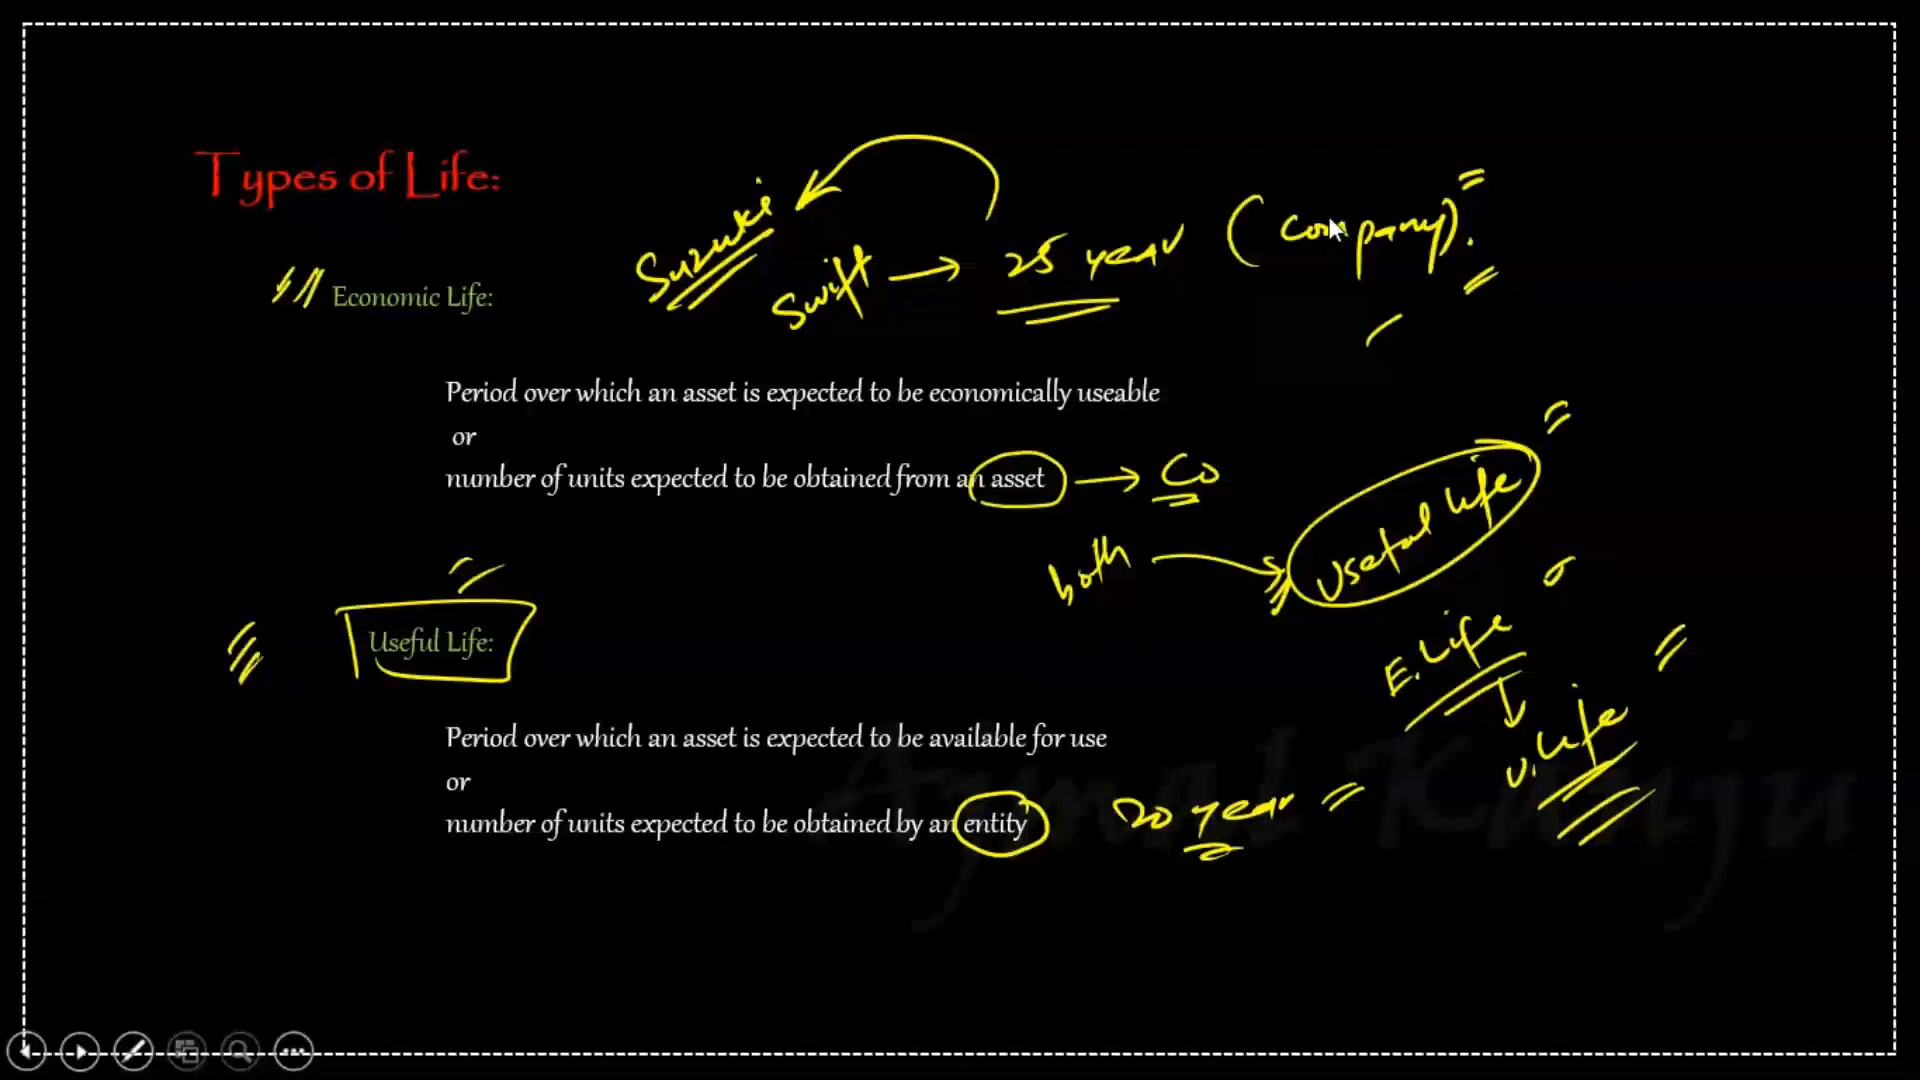 Types of Life:
Suzuki
Swift → 25 year (Company).
Economic Life:
Period over which an asset is expected to be economically useable
or
number of units expected to be obtained from an asset → Co
both → Useful Life
Useful Life:
E. Life
↓
U. Life
Period over which an asset is expected to be available for use
or
number of units expected to be obtained by an entity
20 year
Ajmal Kanju